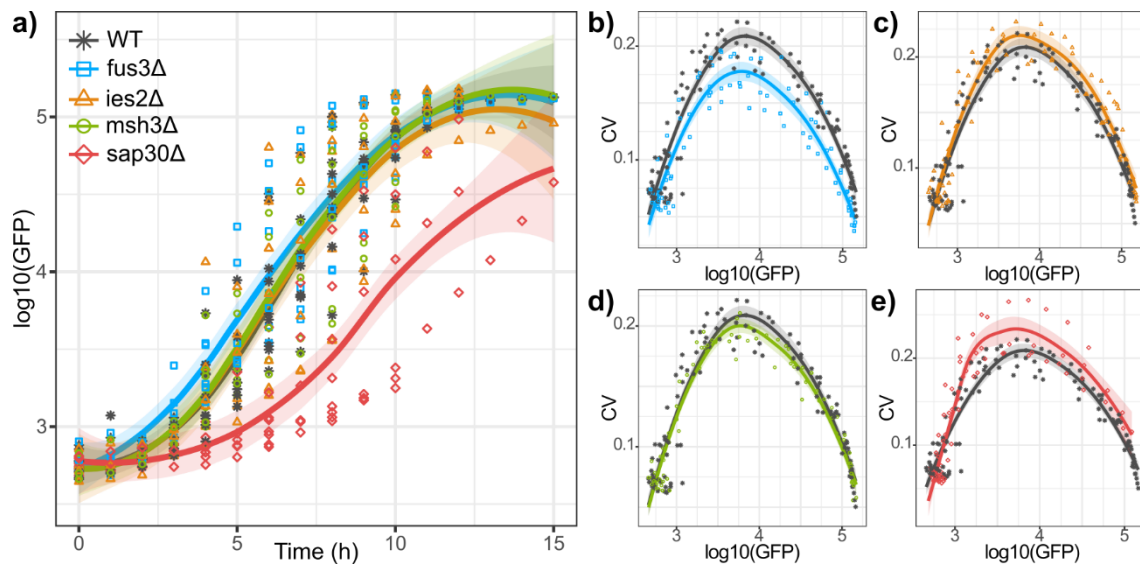 a)
WT
fus3Δ
ies2Δ
msh3Δ
sap30Δ
log10(GFP)
5
4
3
0
5
10
15
Time (h)
b)
CV
0.2
0.1
3
4
5
log10(GFP)
c)
CV
0.2
0.1
3
4
5
log10(GFP)
d)
CV
0.2
0.1
3
4
5
log10(GFP)
e)
CV
0.2
0.1
3
4
5
log10(GFP)